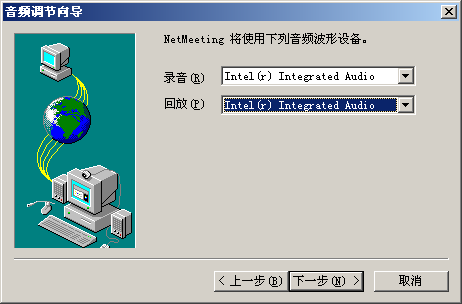 音频调节向导
NetMeeting 将使用下列音频波形设备。
录音(R) Intel(r) Integrated Audio
回放(P) Intel(r) Integrated Audio
< 上一步(B) 下一步(N) > 取消